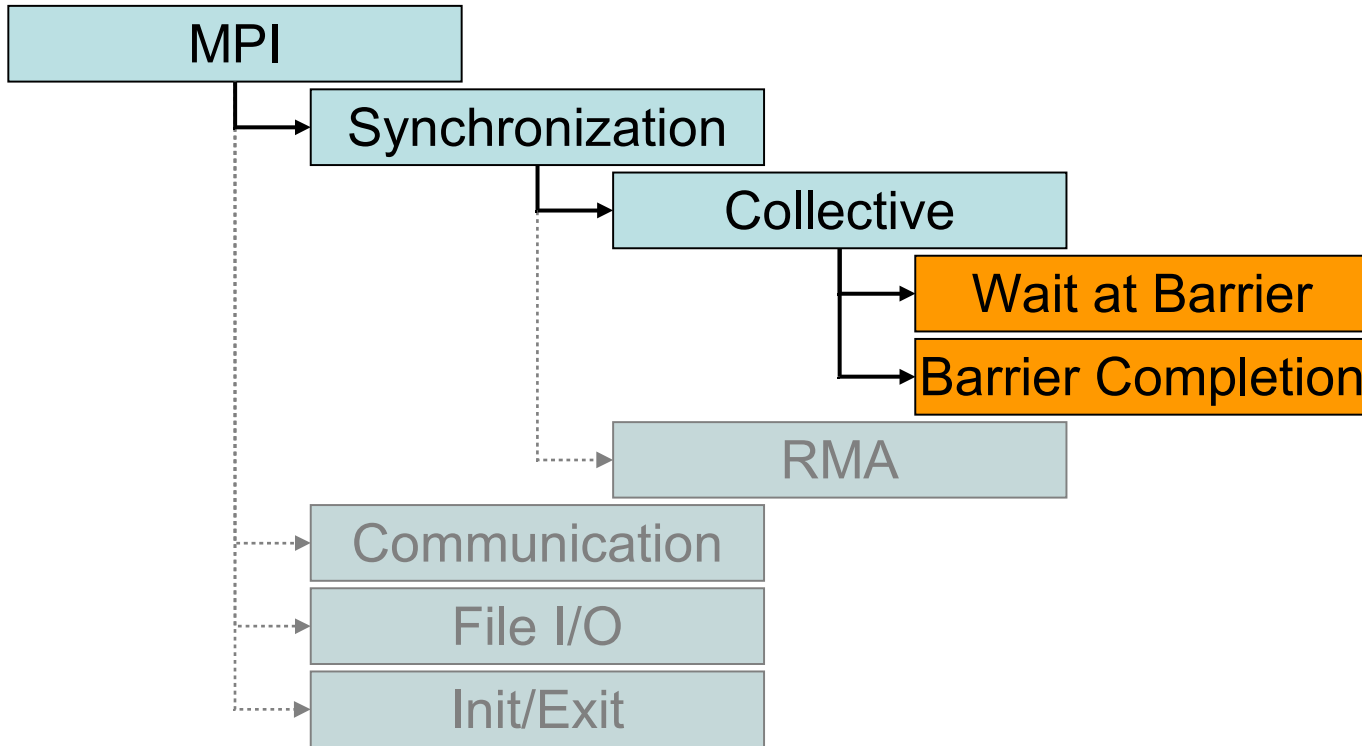 MPI
Synchronization
Collective
Wait at Barrier
Barrier Completion
RMA
Communication
File I/O
Init/Exit